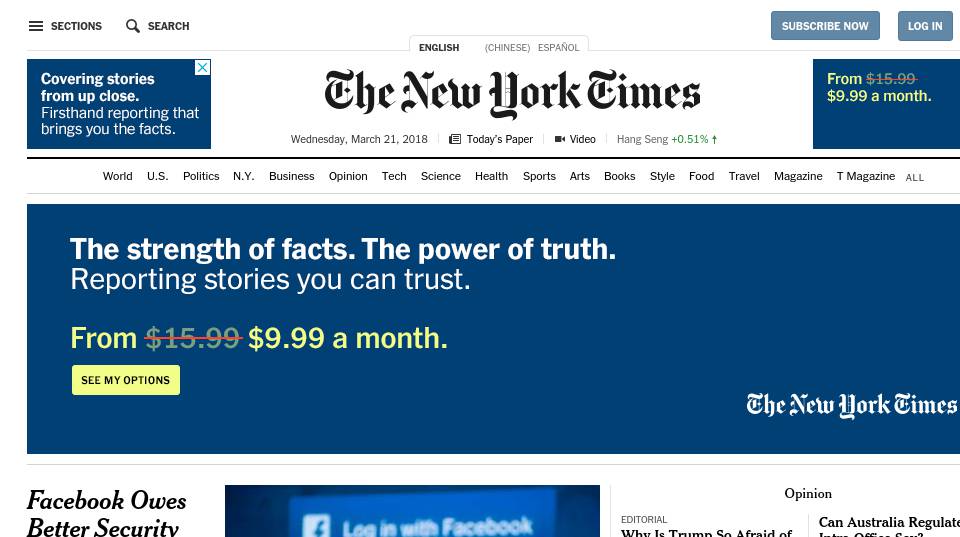 SECTIONS
SEARCH
SUBSCRIBE NOW
LOG IN
ENGLISH
(CHINESE)
ESPAÑOL
Covering stories
from up close.
Firsthand reporting that
brings you the facts.
The New York Times
From $15.99
$9.99 a month.
Wednesday, March 21, 2018
Today's Paper
Video
Hang Seng +0.51% ↑
World U.S. Politics N.Y. Business Opinion Tech Science Health Sports Arts Books Style Food Travel Magazine T Magazine ALL
The strength of facts. The power of truth.
Reporting stories you can trust.
From $15.99 $9.99 a month.
SEE MY OPTIONS
The New York Times
Facebook Owes
Better Security
Log in with Facebook
Opinion
EDITORIAL
Why Is Trump So Afraid of
Can Australia Regulate